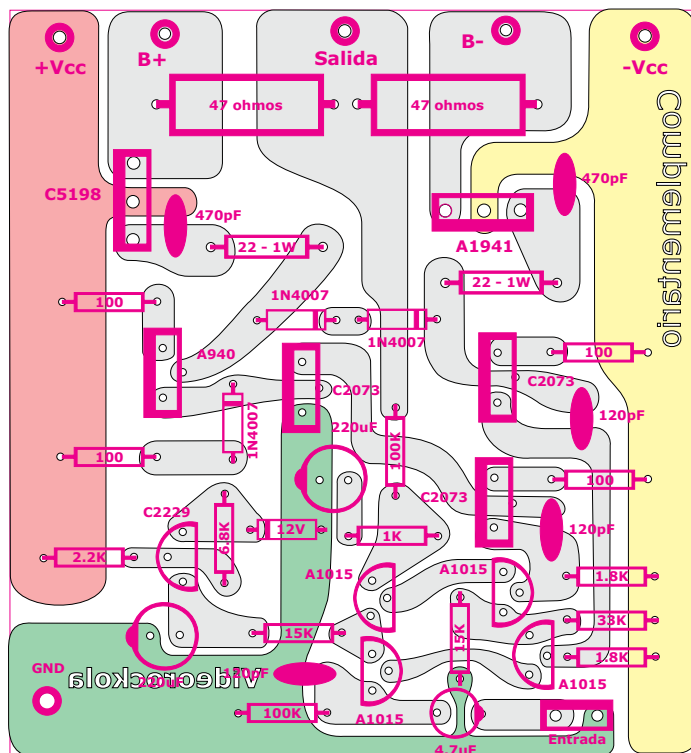 +Vcc
B+
Salida
B-
-Vcc
47 ohmos
47 ohmos
Complementario
C5198
470pF
470pF
A1941
22 - 1W
22 - 1W
100
1N4007
1N4007
A940
C2073
C2073
100
1N4007
220uF
100K
120pF
100
C2073
100
C2229
6.8K
12V
1K
120pF
2.2K
A1015
A1015
1.8K
15K
15K
33K
1.8K
GND
Videorockola
220uF
120pF
A1015
A1015
100K
4.7uF
Entrada